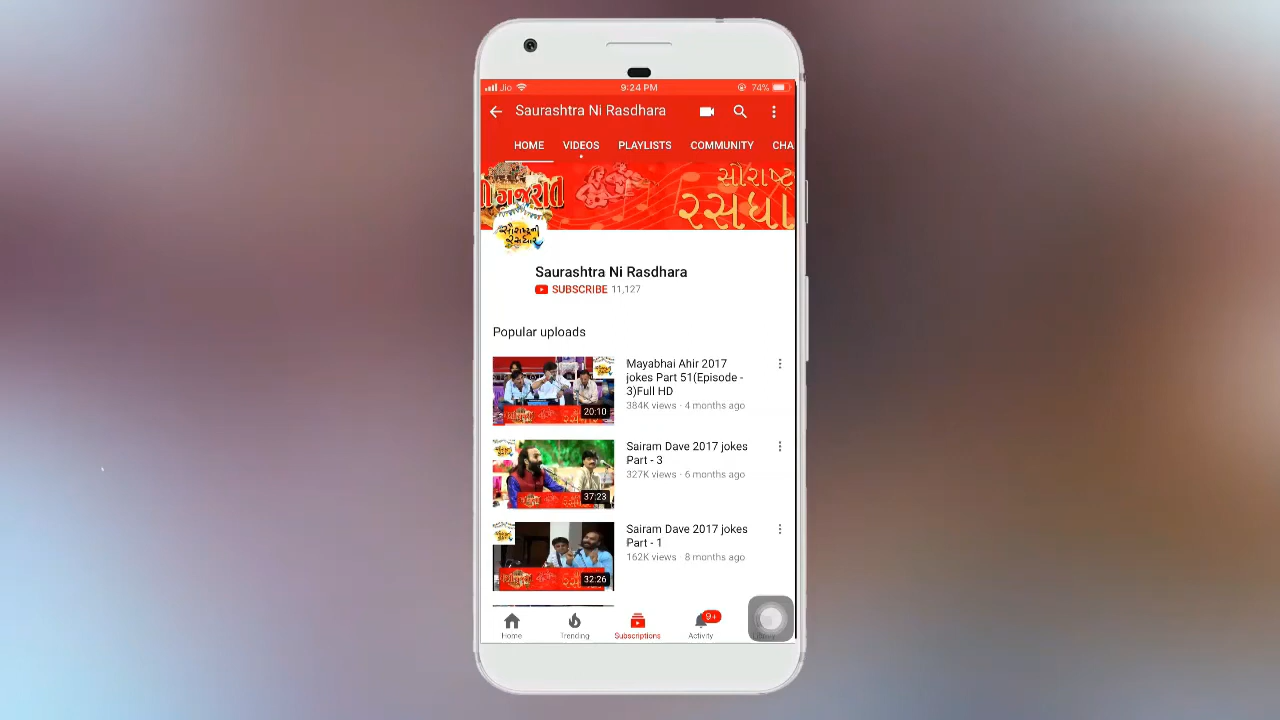 Jio
9:24 PM
74%
Saurashtra Ni Rasdhara
HOME
VIDEOS
PLAYLISTS
COMMUNITY
CHA
સૌરાષ્ટ્ર
રસધા
સૌરાષ્ટ્રની
રસધાર
Saurashtra Ni Rasdhara
SUBSCRIBE 11,127
Popular uploads
Mayabhai Ahir 2017
jokes Part 51(Episode -
3)Full HD
384K views · 4 months ago
20:10
Sairam Dave 2017 jokes
Part - 3
327K views · 6 months ago
37:23
Sairam Dave 2017 jokes
Part - 1
162K views · 8 months ago
32:26
9+
Home
Trending
Subscriptions
Activity